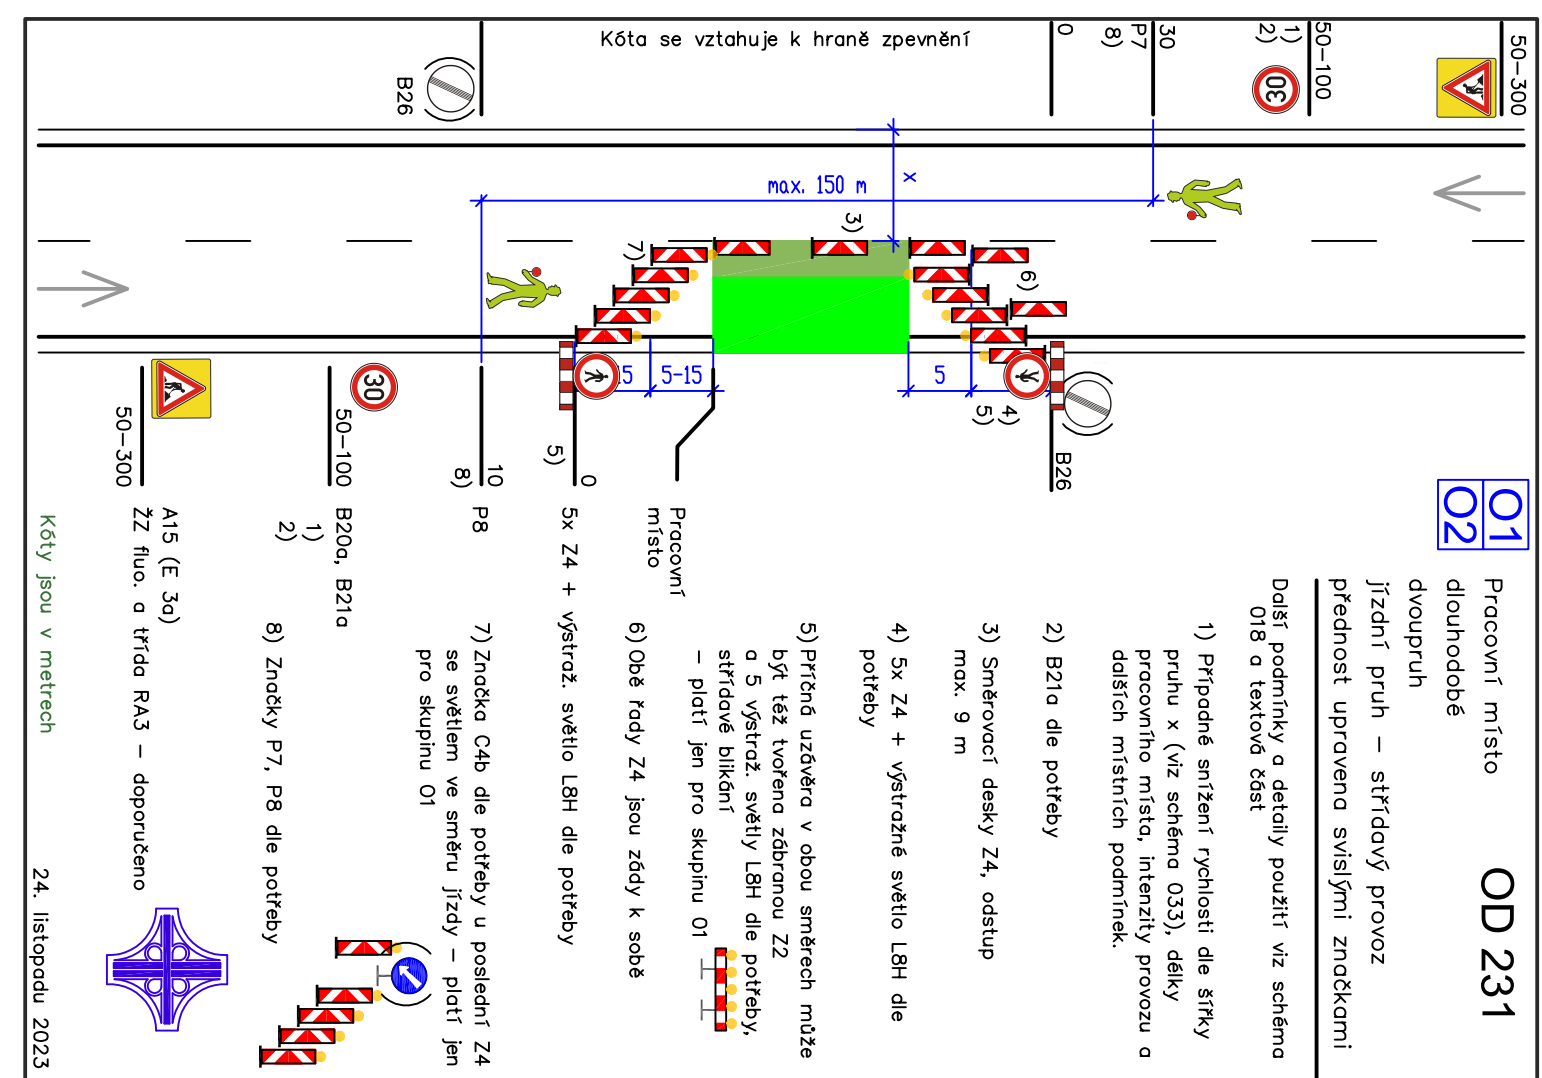 OD 231
Pracovní místo
dlouhodobé
dvoupruh
jízdní pruh – střídavý provoz
přednost upravena svislými značkami
O1
O2
Další podmínky a detaily použití viz schéma
018 a textová část
1) Případné snížení rychlosti dle šířky
pruhu x (viz schéma 033), délky
pracovního místa, intenzity provozu a
dalších místních podmínek.
2) B21a dle potřeby
3) Směrovací desky Z4, odstup
max. 9 m
4) 5x Z4 + výstražné světlo L8H dle
potřeby
5) Příčná uzávěra v obou směrech může
být též tvořena zábranou Z2
a 5 výstraž. světly L8H dle potřeby,
střídavě blikání
– platí jen pro skupinu 01
6) Obě řady Z4 jsou zády k sobě
7) Značka C4b dle potřeby u poslední Z4
se světlem ve směru jízdy – platí jen
pro skupinu 01
8) Značky P7, P8 dle potřeby
50–300
50–100
1)
2)
30
30
P7
8)
0
Kóta se vztahuje k hraně zpevnění
B26
x
max. 150 m
3)
7)
6)
5-15
5
4)
5)
B26
Pracovní
místo
0
5)
5x Z4 + výstraž. světlo L8H dle potřeby
10
8)
P8
30
50–100
B20a, B21a
1)
2)
50–300
A15 (E 3a)
ŽZ fluo. a třída RA3 – doporučeno
Kóty jsou v metrech
24. listopadu 2023